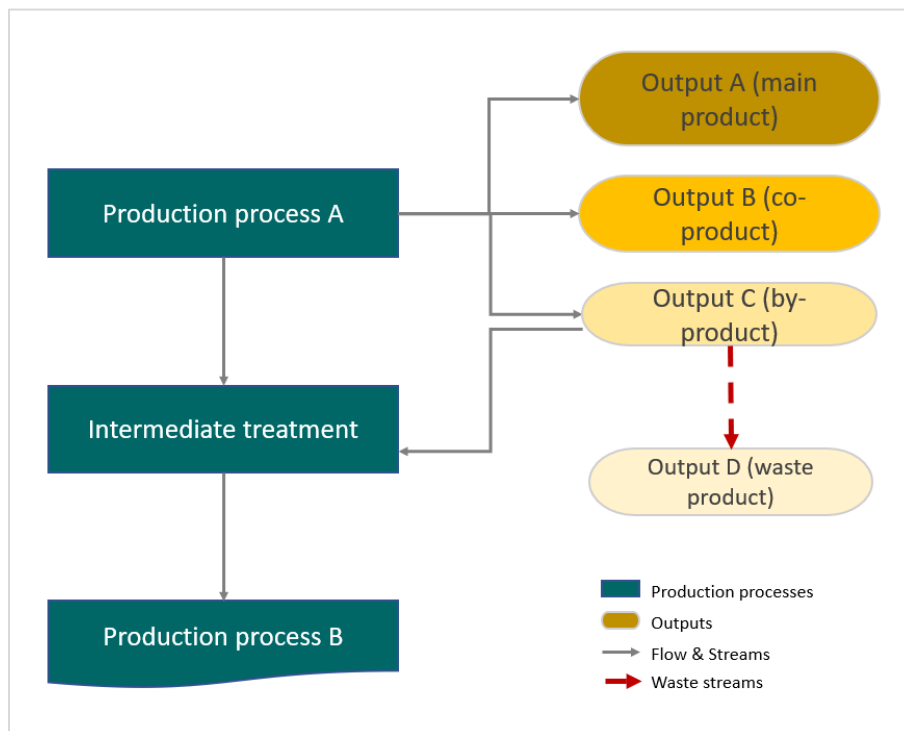 Output A (main
product)
Production process A
Output B (co-
product)
Output C (by-
product)
Intermediate treatment
Output D (waste
product)
Production process B
Production processes
Outputs
Flow & Streams
Waste streams